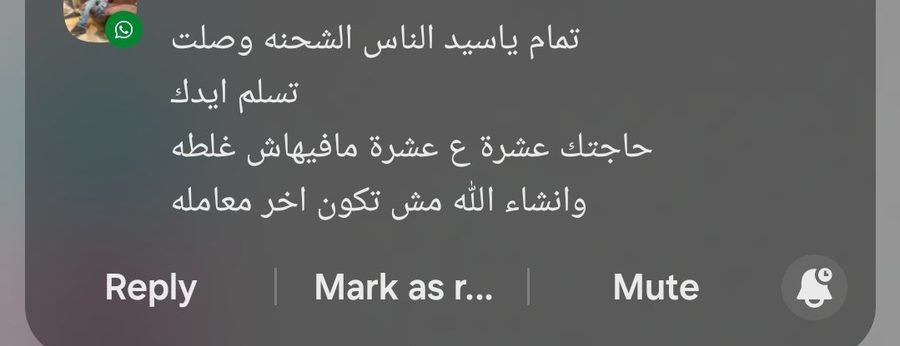 تمام ياسيد الناس الشحنه وصلت
تسلم ايدك
حاجتك عشرة ع عشرة مافيهاش غلطه
وانشاء الله مش تكون اخر معامله
Reply | Mark as r... | Mute